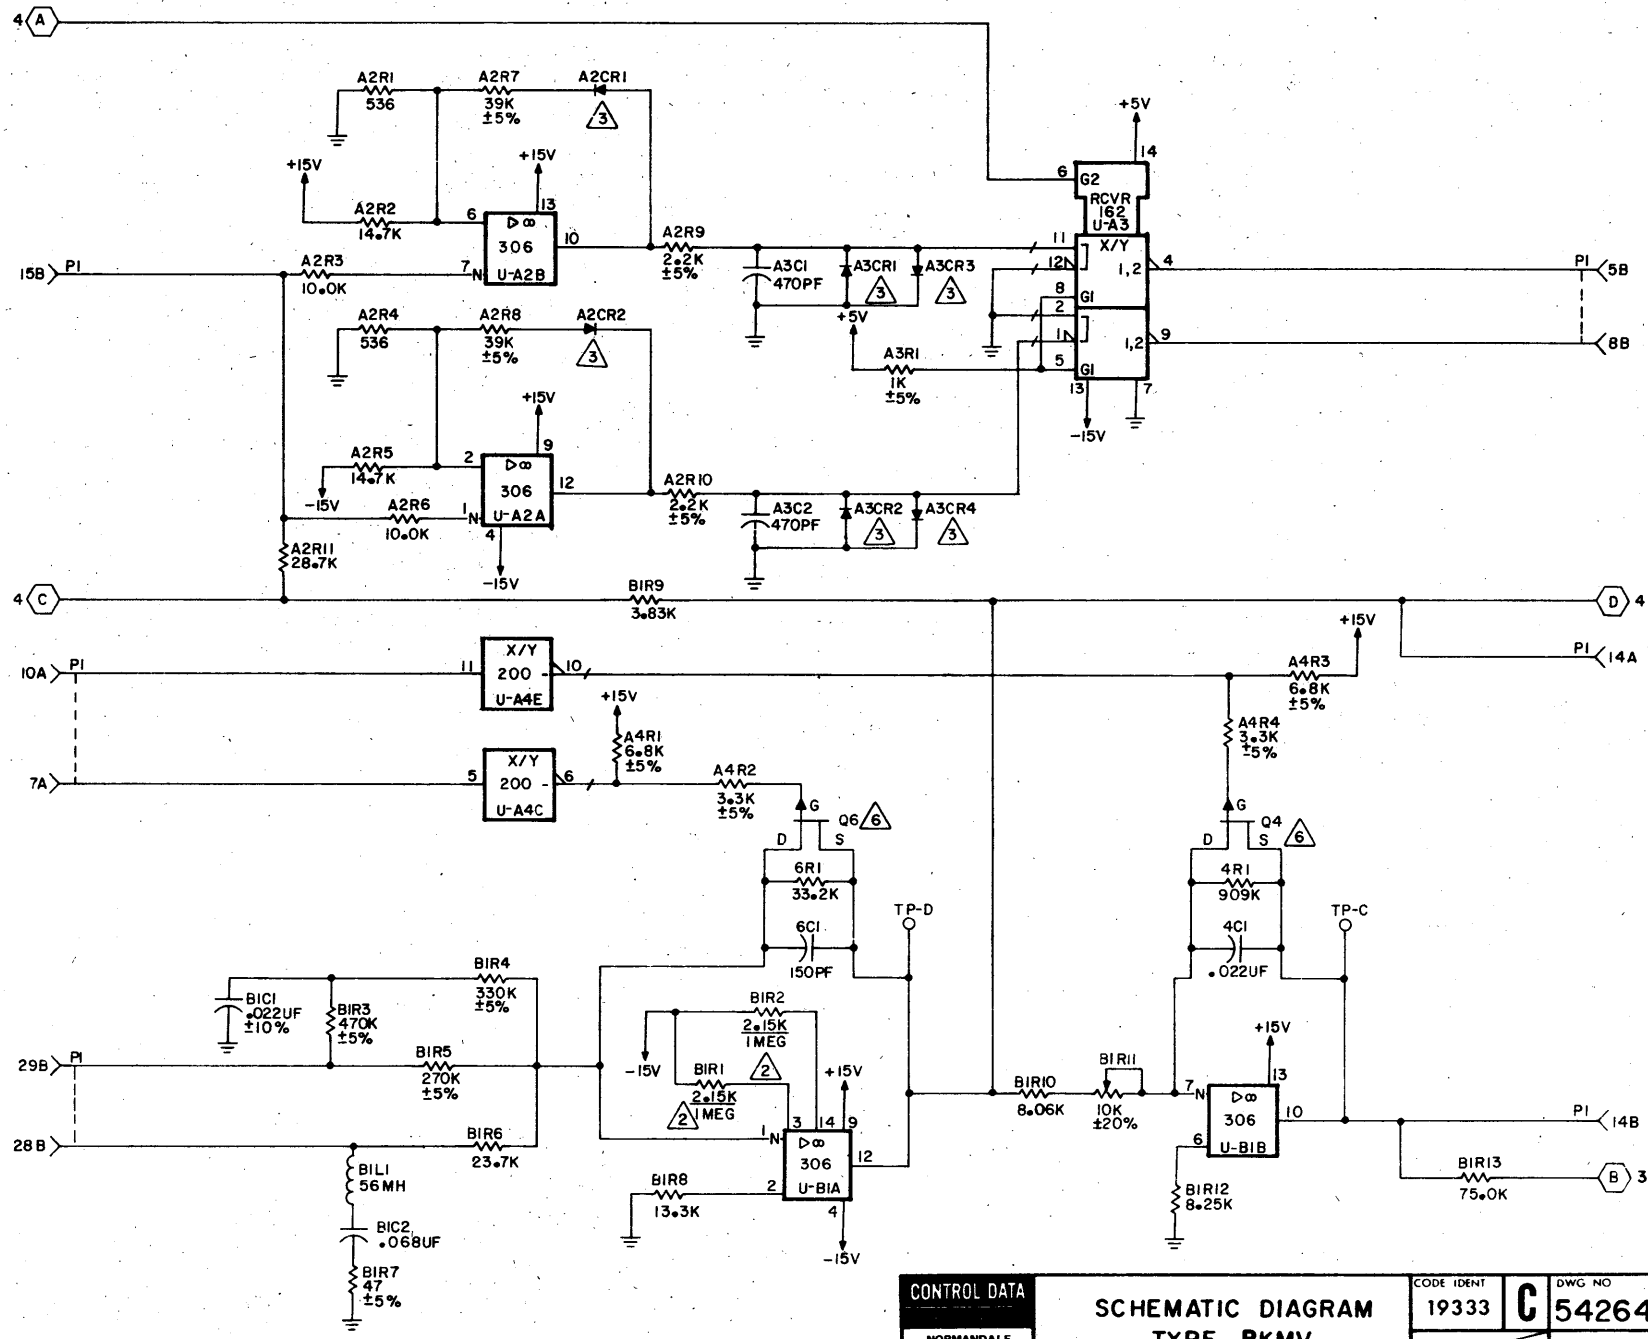 4 A
A2R1
536
A2R7
39K
±5%
A2CR1
3
+15V
+15V
A2R2
14.7K
6
13
▷∞
306
U-A2B
10
15B P1
A2R3
10.0K
7
N
A2R9
2.2K
±5%
A3C1
470PF
A3CR1
3
A3CR3
3
+5V
14
6
G2
RCVR
162
U-A3
X/Y
11
12
1,2
4
P1
5B
8
G1
2
1
1,2
9
8B
5
G1
13
7
-15V
+5V
A3R1
1K
±5%
A2R4
536
A2R8
39K
±5%
A2CR2
3
+15V
9
A2R5
14.7K
-15V
2
▷∞
306
U-A2A
12
A2R6
10.0K
1
N
4
-15V
A2R10
2.2K
±5%
A3C2
470PF
A3CR2
3
A3CR4
3
A2R11
28.7K
4 C
B1R9
3.83K
D 4
P1
14A
10A P1
11
X/Y
200
U-A4E
10
+15V
A4R3
6.8K
±5%
A4R4
3.3K
±5%
7A
5
X/Y
200
U-A4C
6
+15V
A4R1
6.8K
±5%
A4R2
3.3K
±5%
G
Q6
6
D
S
6R1
33.2K
6C1
150PF
TP-D
G
Q4
6
D
S
4R1
909K
4C1
.022UF
TP-C
B1C1
.022UF
±10%
B1R3
470K
±5%
B1R4
330K
±5%
29B P1
B1R5
270K
±5%
28B
B1R6
23.7K
B1L1
56MH
B1C2
.068UF
B1R7
47
±5%
-15V
B1R2
2.15K
1MEG
2
B1R1
2.15K
1MEG
2
+15V
3
14
9
1
N
▷∞
306
U-B1A
12
2
4
-15V
B1R8
13.3K
B1R10
8.06K
B1R11
10K
±20%
+15V
13
7
N
▷∞
306
U-B1B
10
6
B1R12
8.25K
P1
14B
B1R13
75.0K
B 3
CONTROL DATA
NORMANDALE
SCHEMATIC DIAGRAM
CODE IDENT
19333
C
DWG NO
54264